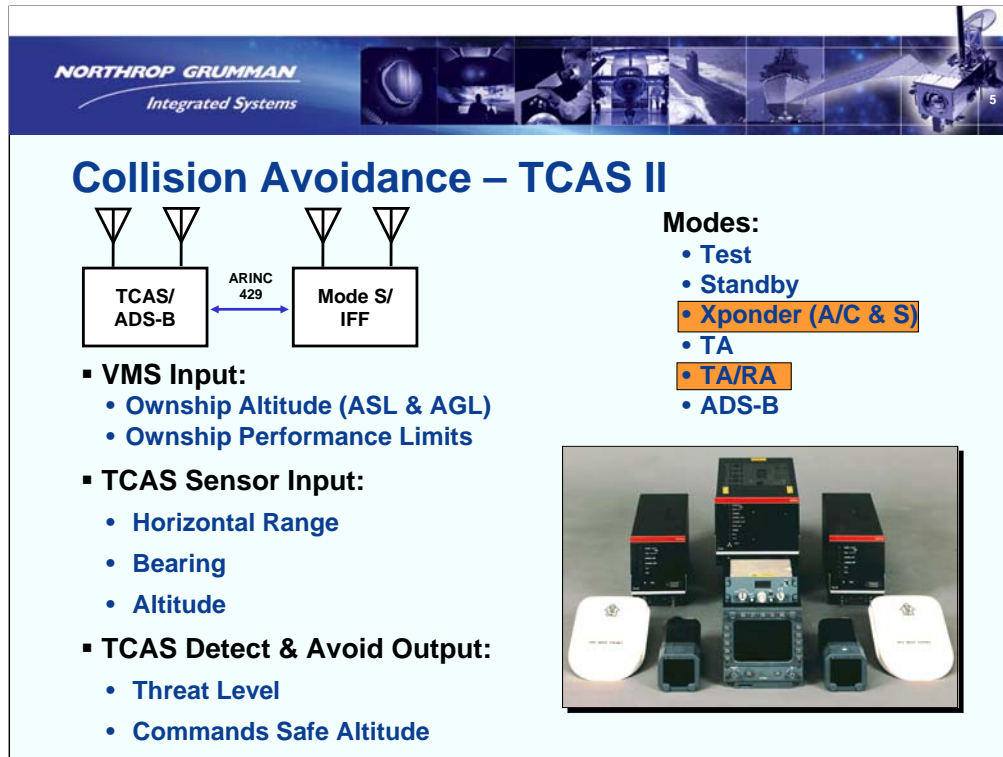 NORTHROP GRUMMAN
Integrated Systems
5
Collision Avoidance – TCAS II
TCAS/
ADS-B
ARINC
429
Mode S/
IFF
▪ VMS Input:
• Ownship Altitude (ASL & AGL)
• Ownship Performance Limits
▪ TCAS Sensor Input:
• Horizontal Range
• Bearing
• Altitude
▪ TCAS Detect & Avoid Output:
• Threat Level
• Commands Safe Altitude
Modes:
• Test
• Standby
• Xponder (A/C & S)
• TA
• TA/RA
• ADS-B